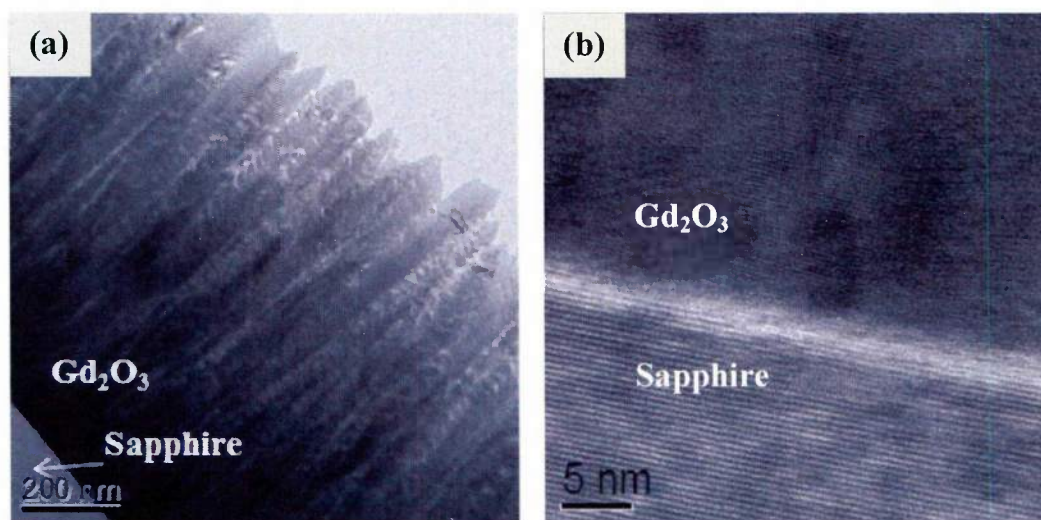 (a)
Gd₂O₃
Sapphire
200 nm
(b)
Gd₂O₃
Sapphire
5 nm